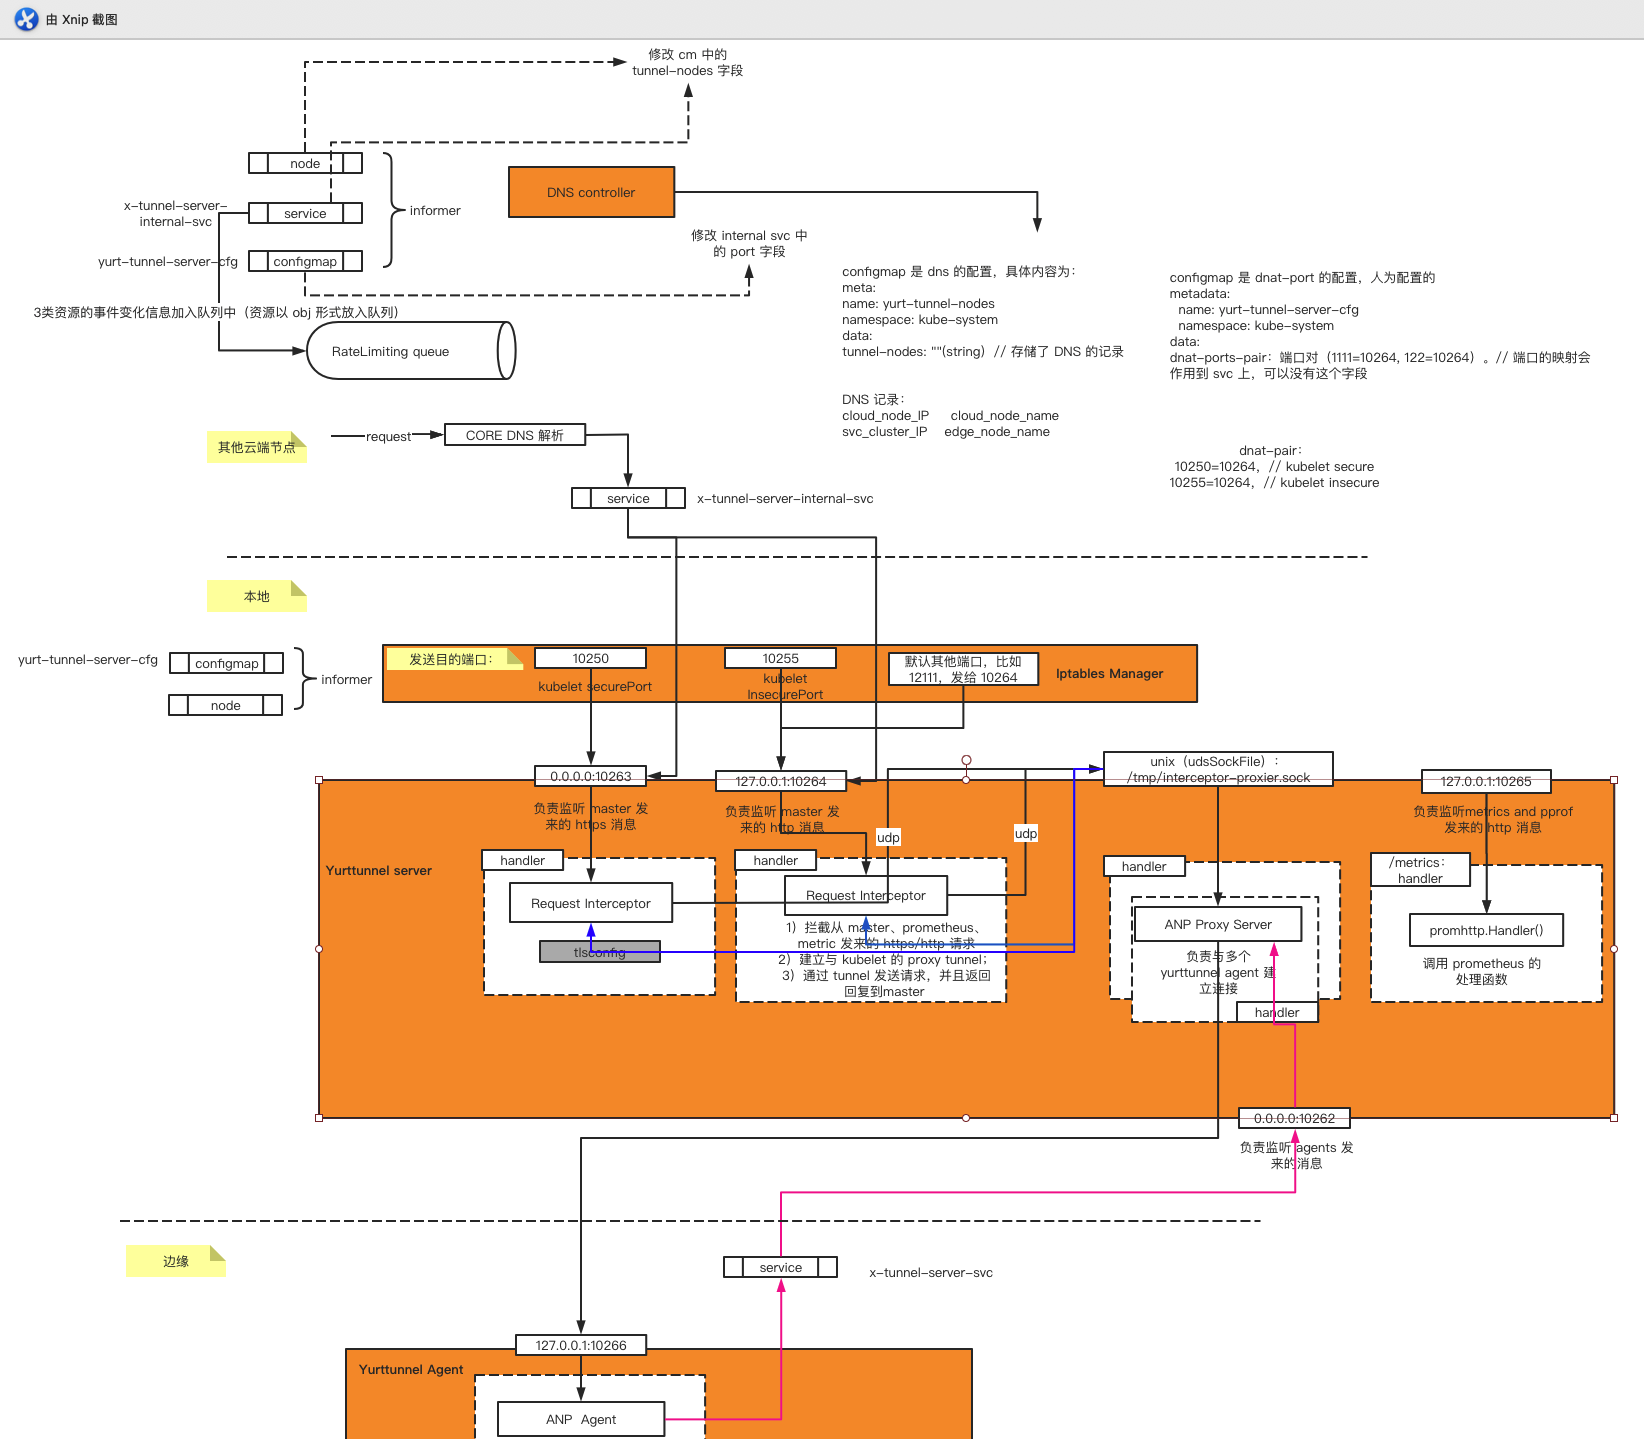 由 Xnip 截图
修改 cm 中的
tunnel-nodes 字段
node
x-tunnel-server-
internal-svc
service
informer
yurt-tunnel-server-cfg
configmap
DNS controller
修改 internal svc 中
的 port 字段
3类资源的事件变化信息加入队列中（资源以 obj 形式放入队列）
RateLimiting queue
configmap 是 dns 的配置，具体内容为：
meta:
name: yurt-tunnel-nodes
namespace: kube-system
data:
tunnel-nodes: ""(string) // 存储了 DNS 的记录
DNS 记录：
cloud_node_IP cloud_node_name
svc_cluster_IP edge_node_name
configmap 是 dnat-port 的配置，人为配置的
metadata:
name: yurt-tunnel-server-cfg
namespace: kube-system
data:
dnat-ports-pair：端口对（1111=10264, 122=10264）。// 端口的映射会
作用到 svc 上，可以没有这个字段
dnat-pair：
10250=10264，// kubelet secure
10255=10264，// kubelet insecure
其他云端节点
request
CORE DNS 解析
service
x-tunnel-server-internal-svc
本地
yurt-tunnel-server-cfg
configmap
informer
node
发送目的端口：
10250
kubelet securePort
10255
kubelet
InsecurePort
默认其他端口，比如
12111，发给 10264
Iptables Manager
0.0.0.0:10263
负责监听 master 发
来的 https 消息
127.0.0.1:10264
负责监听 master 发
来的 http 消息
udp
udp
unix（udsSockFile）：
/tmp/interceptor-proxier.sock
127.0.0.1:10265
负责监听metrics and pprof
发来的 http 消息
Yurttunnel server
handler
Request Interceptor
tlsconfig
handler
Request Interceptor
1）拦截从 master、prometheus、
metric 发来的 https/http 请求
2）建立与 kubelet 的 proxy tunnel；
3）通过 tunnel 发送请求，并且返回
回复到master
handler
ANP Proxy Server
负责与多个
yurttunnel agent 建
立连接
handler
/metrics：
handler
promhttp.Handler()
调用 prometheus 的
处理函数
0.0.0.0:10262
负责监听 agents 发
来的消息
边缘
service
x-tunnel-server-svc
127.0.0.1:10266
Yurttunnel Agent
ANP Agent